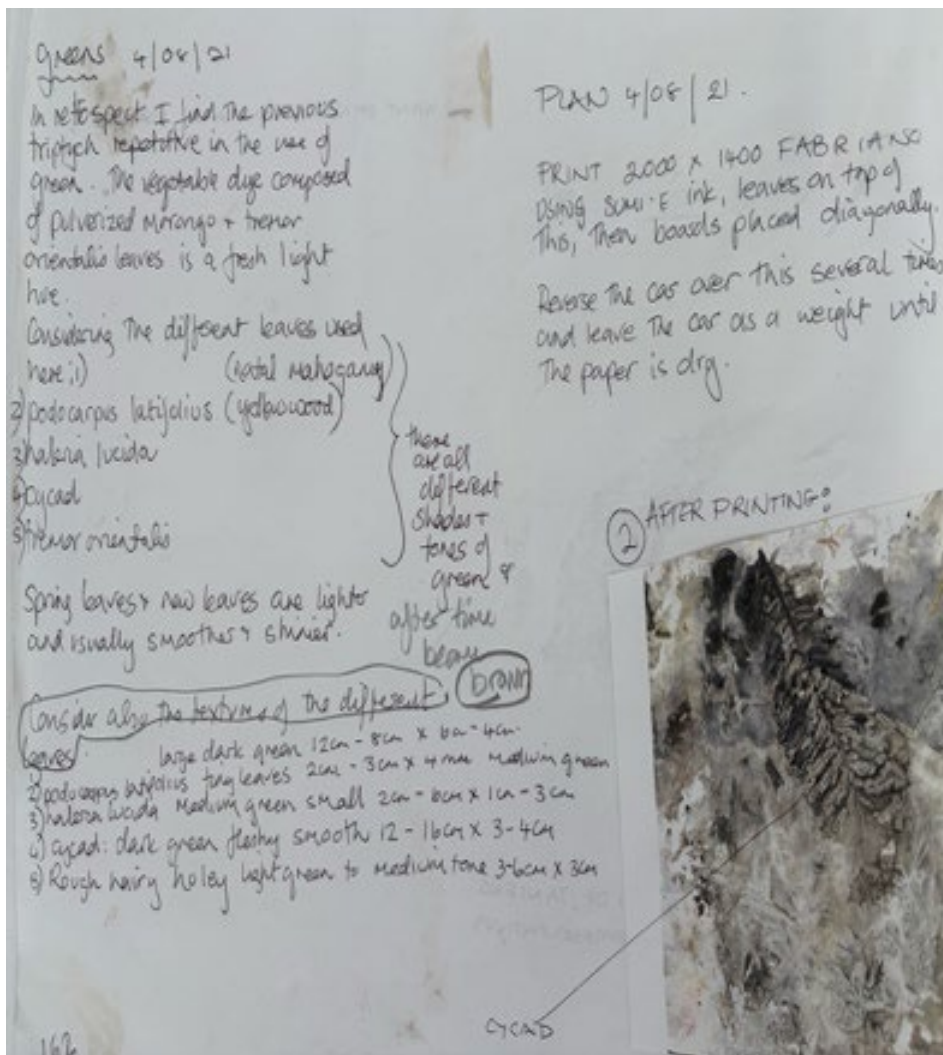 greens 4/08/21
In retospect I find the previous
triptych repetative in the use of
green. The vegetable dye composed
of pulverized + tremor
orientalis leaves is a fresh light
hue.
Considering the different leaves used
here; 1) (natal mahogany)
2) podocarpus latifolius (yellowwood)
3) haleria lucida
4) cycad
5) tremor orientalis
there
are all
different
shades +
tones of
green &
after time
Spring leaves & new leaves are lighter
and usually smoother & shinier.
Consider also the textures of the different
leaves.
brown
large dark green 12cm - 8cm x 6cm - 4cm.
2) podocarpus latifolius tiny leaves 2cm - 3cm x 4mm medium green
3) haleria lucida medium green small 2cm - 6cm x 1cm - 3cm
4) cycad: dark green fleshy smooth 12 - 16cm x 3-4cm
5) Rough hairy holey light green to medium tone 3-6cm x 3cm
162
PLAN 4/08/21.
PRINT 2000 x 1400 FABRIANO
USING SUMI-E ink, leaves on top of
this, then boards placed diagonally.
Reverse the car over this several times
and leave the car as a weight until
the paper is dry.
2 AFTER PRINTING:
CYCAD